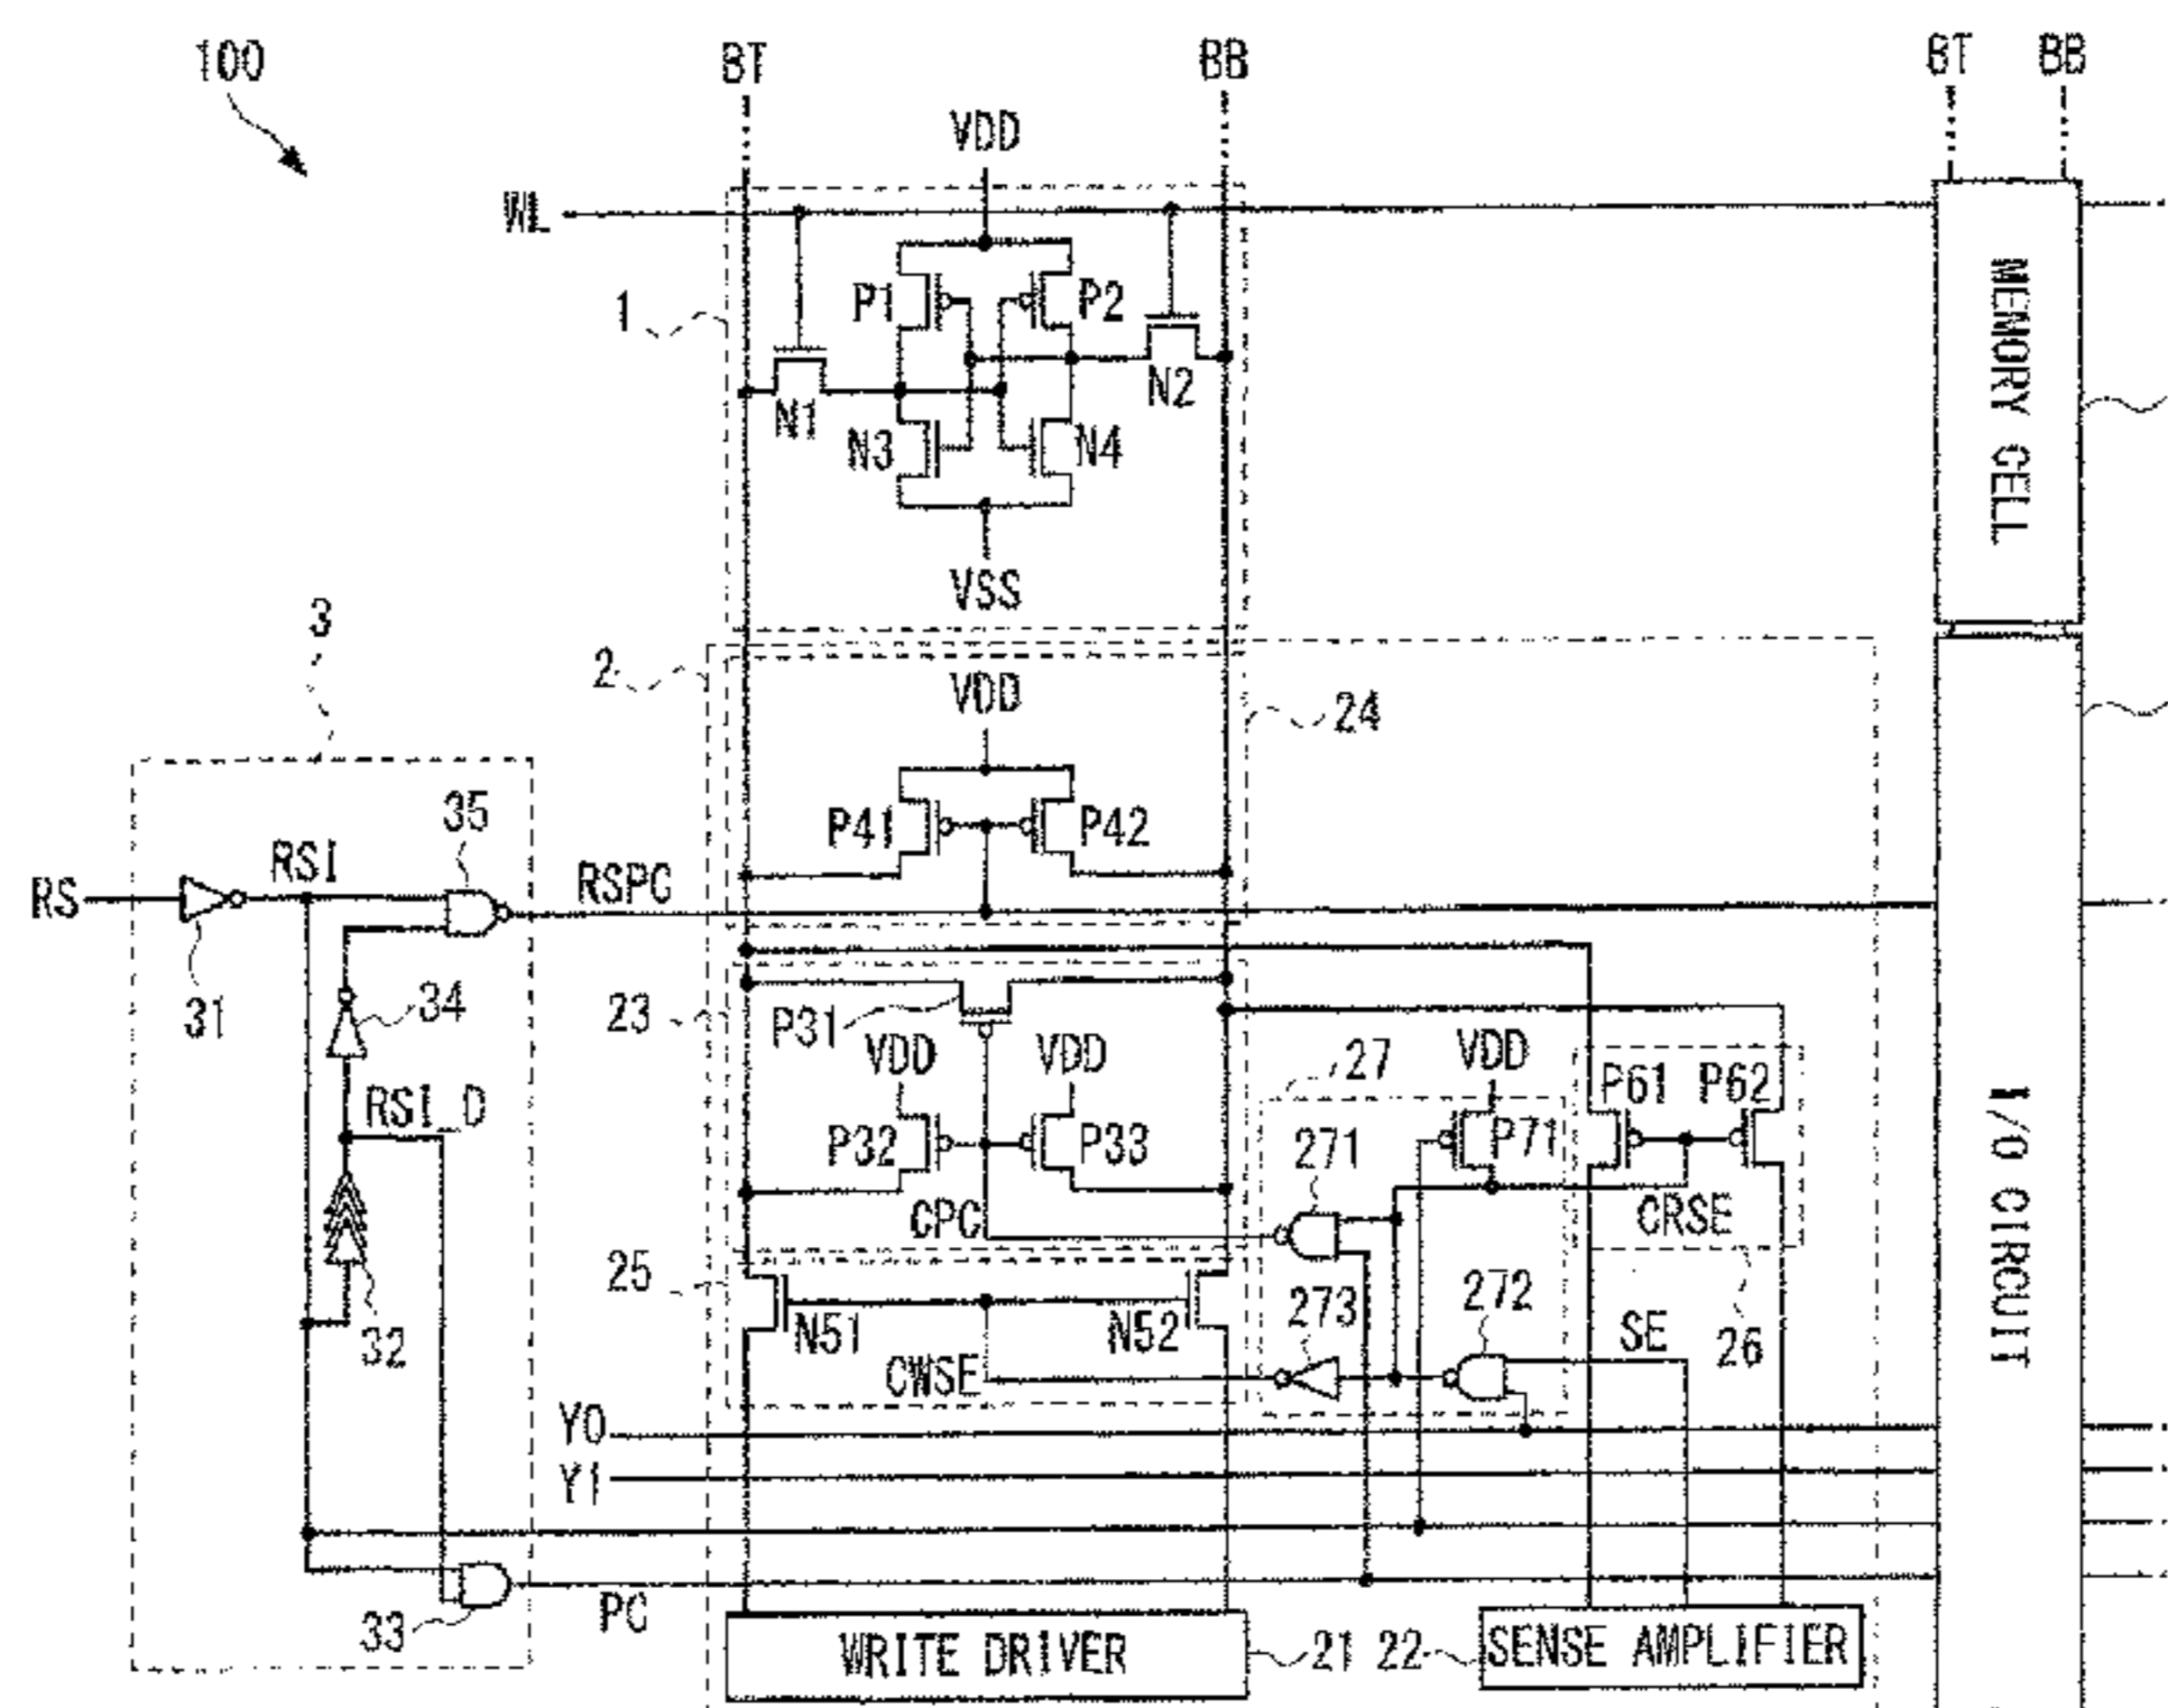 100
BT
BB
BT
BB
VDD
WL
P1
P2
1
N1
N2
N3
N4
MEMORY CELL
VSS
3
2
VDD
24
P41
P42
35
RSI
RS
RSPC
31
34
23
P31
VDD
VDD
27
VDD
P61
P62
RSI_D
P32
P33
271
P71
CPC
CRSE
I/O CIRCUIT
25
N51
N52
273
272
SE
26
32
CWSE
Y0
Y1
33
PC
WRITE DRIVER
21
22
SENSE AMPLIFIER